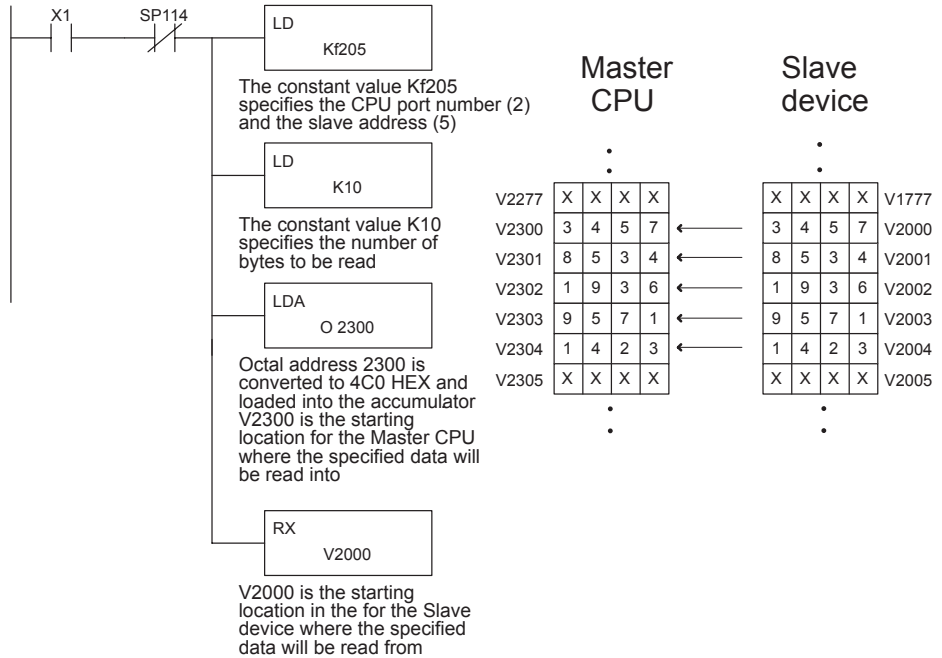 X1
SP114
LD
Kf205
The constant value Kf205
specifies the CPU port number (2)
and the slave address (5)
LD
K10
The constant value K10
specifies the number of
bytes to be read
LDA
O 2300
Octal address 2300 is
converted to 4C0 HEX and
loaded into the accumulator
V2300 is the starting
location for the Master CPU
where the specified data will
be read into
RX
V2000
V2000 is the starting
location in the for the Slave
device where the specified
data will be read from
Master
CPU
Slave
device
V2277 X X X X X X X X V1777
V2300 3 4 5 7 3 4 5 7 V2000
V2301 8 5 3 4 8 5 3 4 V2001
V2302 1 9 3 6 1 9 3 6 V2002
V2303 9 5 7 1 9 5 7 1 V2003
V2304 1 4 2 3 1 4 2 3 V2004
V2305 X X X X X X X X V2005